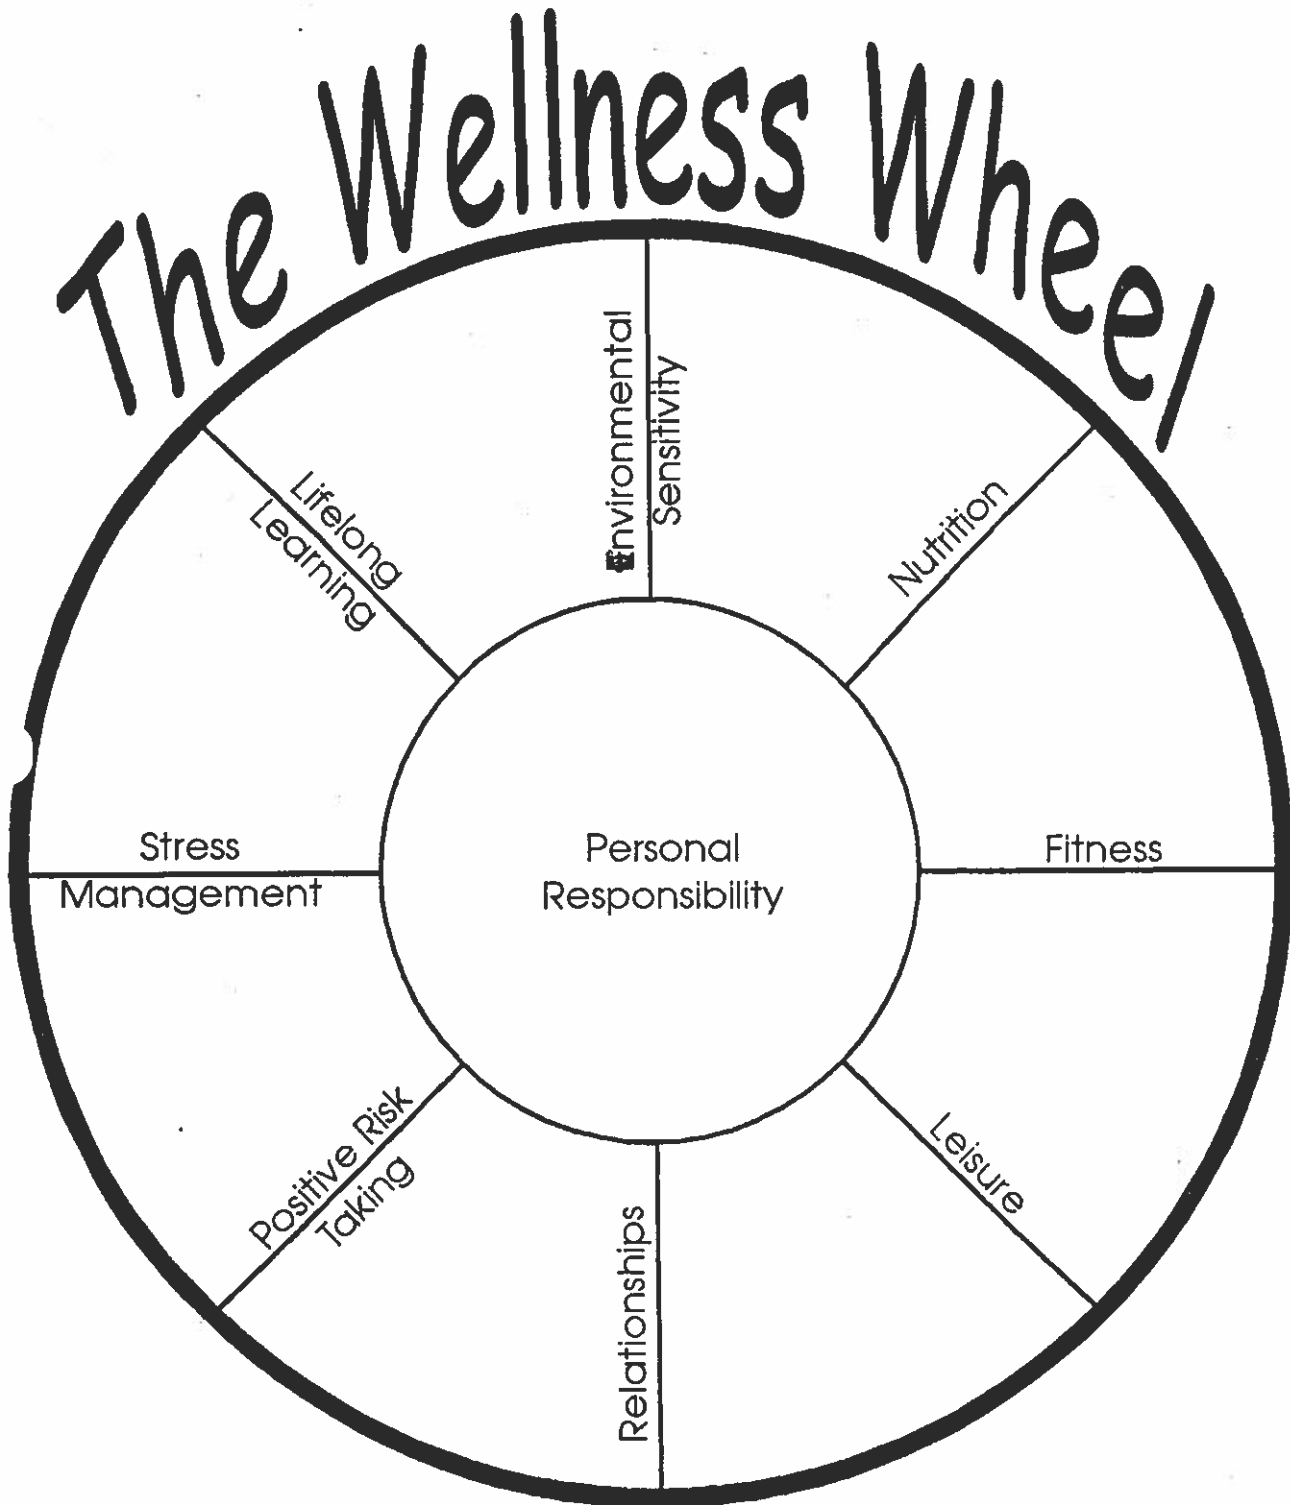 The Wellness Wheel
Environmental
Sensitivity
Lifelong
Learning
Nutrition
Stress
Management
Personal
Responsibility
Fitness
Positive Risk
Taking
Relationships
Leisure